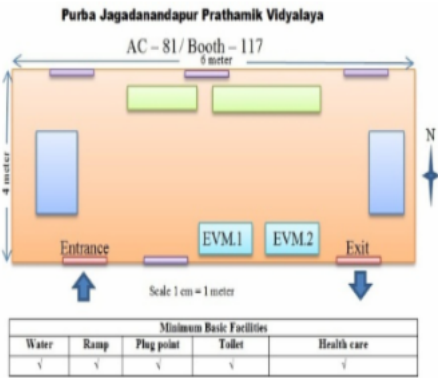 Purba Jagadanandapur Prathamik Vidyalaya
AC – 81/ Booth – 117
6 meter
4 meter
N
EVM.1 EVM.2
Entrance Exit
Scale 1 cm = 1 meter
Minimum Basic Facilities
Water Ramp Plug point Toilet Health care
√ √ √ √ √